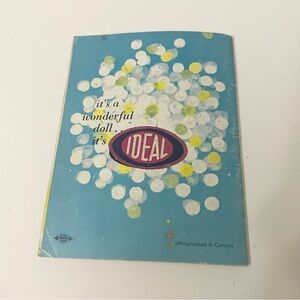 it's a
wonderful
doll..
it's
IDEAL
Lithographed in Canada